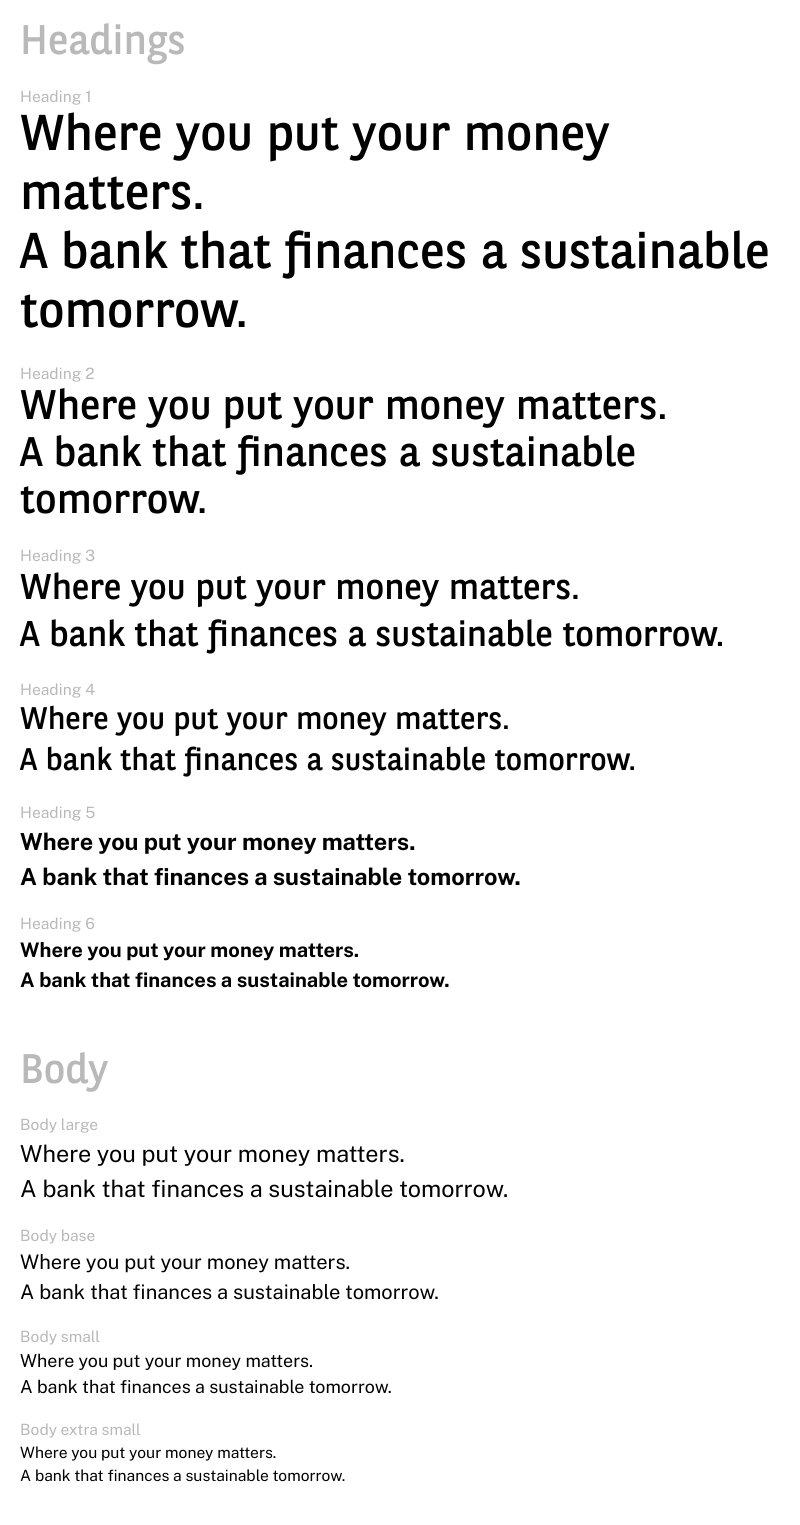 Headings
Heading 1
Where you put your money
matters.
A bank that finances a sustainable
tomorrow.
Heading 2
Where you put your money matters.
A bank that finances a sustainable
tomorrow.
Heading 3
Where you put your money matters.
A bank that finances a sustainable tomorrow.
Heading 4
Where you put your money matters.
A bank that finances a sustainable tomorrow.
Heading 5
Where you put your money matters.
A bank that finances a sustainable tomorrow.
Heading 6
Where you put your money matters.
A bank that finances a sustainable tomorrow.
Body
Body large
Where you put your money matters.
A bank that finances a sustainable tomorrow.
Body base
Where you put your money matters.
A bank that finances a sustainable tomorrow.
Body small
Where you put your money matters.
A bank that finances a sustainable tomorrow.
Body extra small
Where you put your money matters.
A bank that finances a sustainable tomorrow.